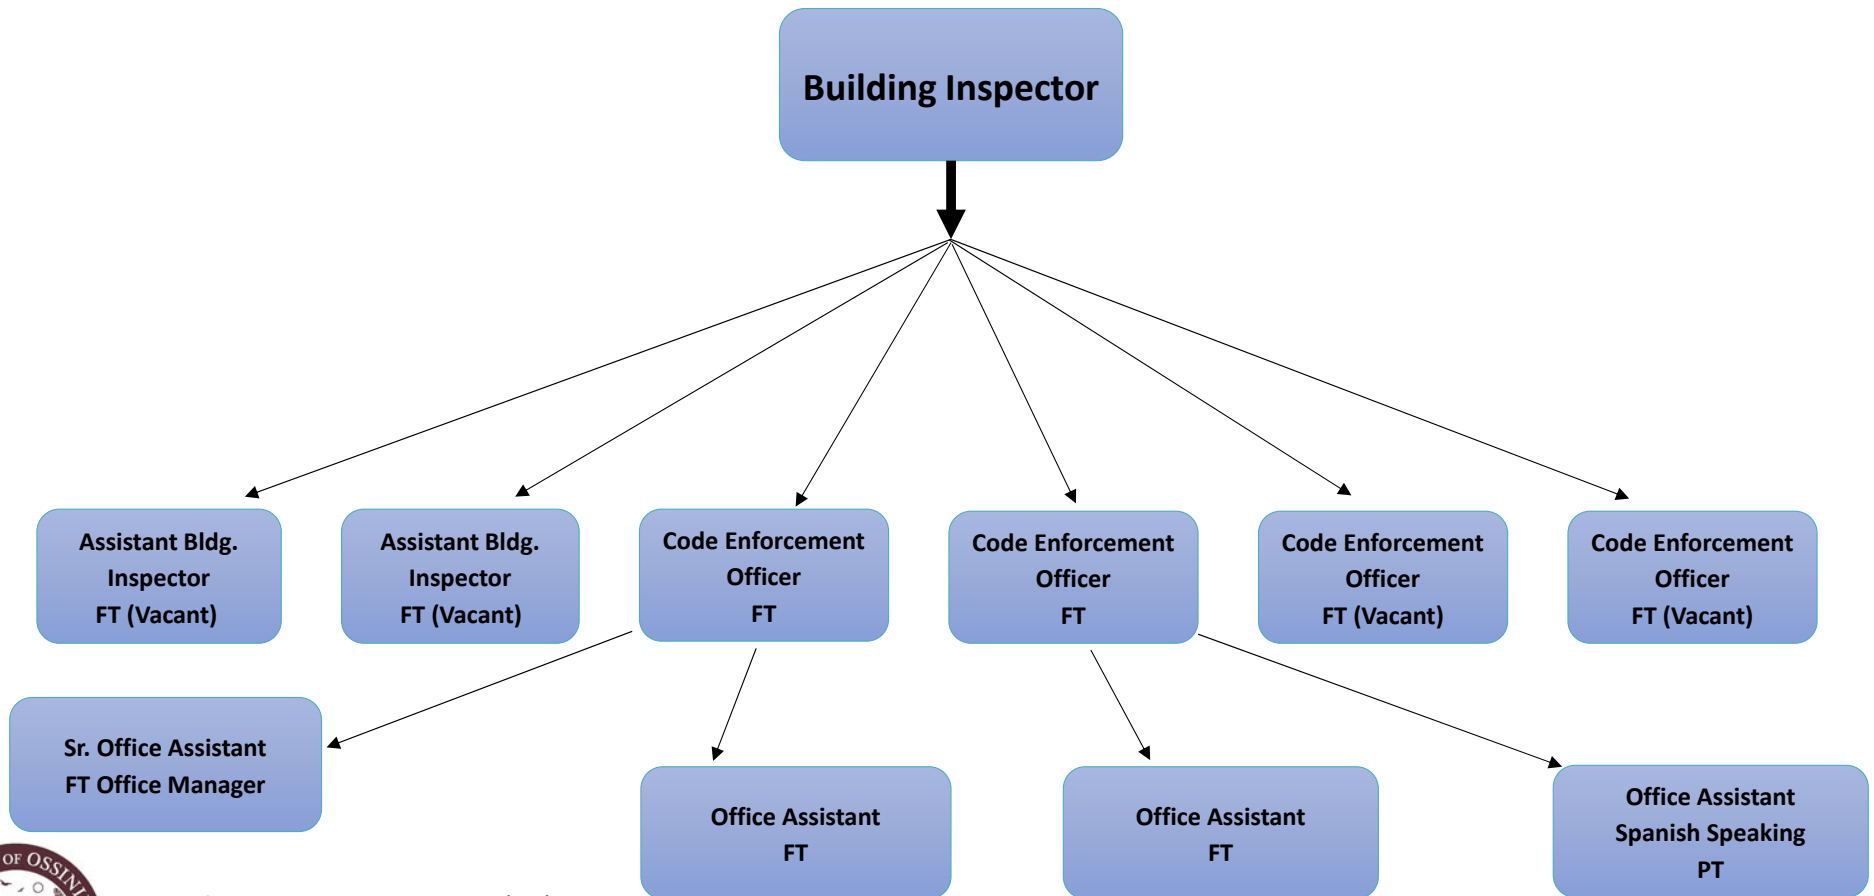 Building Inspector
Assistant Bldg.
Inspector
FT (Vacant)
Assistant Bldg.
Inspector
FT (Vacant)
Code Enforcement
Officer
FT
Code Enforcement
Officer
FT
Code Enforcement
Officer
FT (Vacant)
Code Enforcement
Officer
FT (Vacant)
Sr. Office Assistant
FT Office Manager
Office Assistant
FT
Office Assistant
FT
Office Assistant
Spanish Speaking
PT
OF